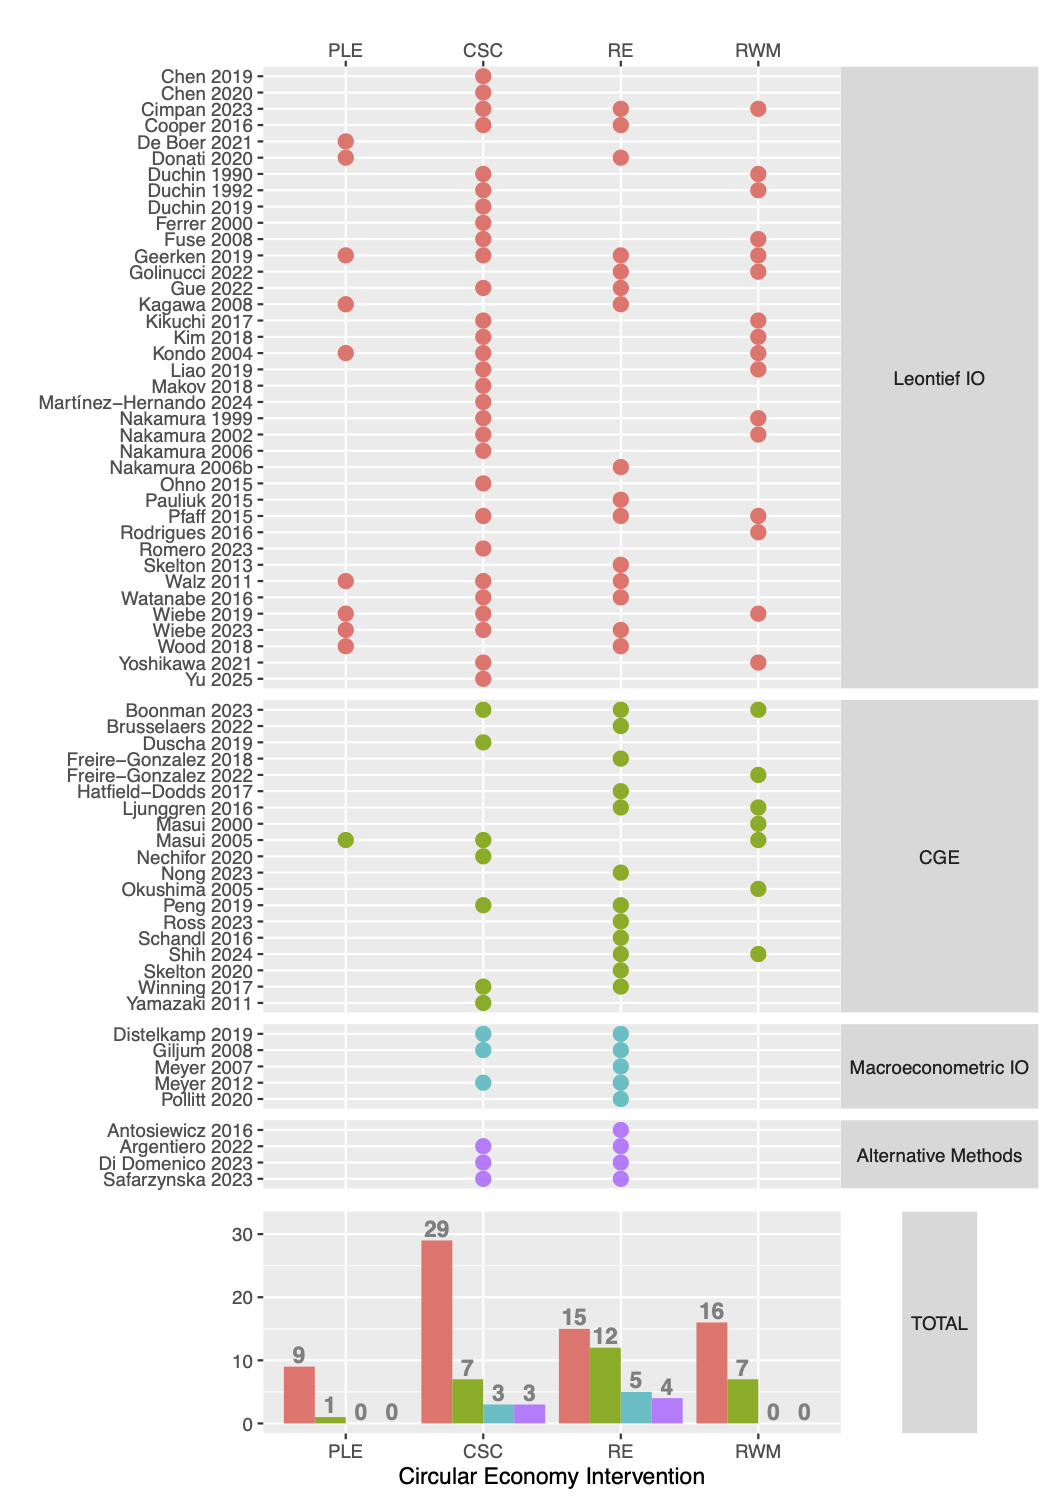 PLE CSC RE RWM
Chen 2019
Chen 2020
Cimpan 2023
Cooper 2016
De Boer 2021
Donati 2020
Duchin 1990
Duchin 1992
Duchin 2019
Ferrer 2000
Fuse 2008
Geerken 2019
Golinucci 2022
Gue 2022
Kagawa 2008
Kikuchi 2017
Kim 2018
Kondo 2004
Liao 2019
Makov 2018
Martínez−Hernando 2024
Nakamura 1999
Nakamura 2002
Nakamura 2006
Nakamura 2006b
Ohno 2015
Pauliuk 2015
Pfaff 2015
Rodrigues 2016
Romero 2023
Skelton 2013
Walz 2011
Watanabe 2016
Wiebe 2019
Wiebe 2023
Wood 2018
Yoshikawa 2021
Yu 2025
Leontief IO
Boonman 2023
Brusselaers 2022
Duscha 2019
Freire−Gonzalez 2018
Freire−Gonzalez 2022
Hatfield−Dodds 2017
Ljunggren 2016
Masui 2000
Masui 2005
Nechifor 2020
Nong 2023
Okushima 2005
Peng 2019
Ross 2023
Schandl 2016
Shih 2024
Skelton 2020
Winning 2017
Yamazaki 2011
CGE
Distelkamp 2019
Giljum 2008
Meyer 2007
Meyer 2012
Pollitt 2020
Macroeconometric IO
Antosiewicz 2016
Argentiero 2022
Di Domenico 2023
Safarzynska 2023
Alternative Methods
30
20
10
0
9 1 0 0
29 7 3 3
15 12 5 4
16 7 0 0
TOTAL
PLE CSC RE RWM
Circular Economy Intervention